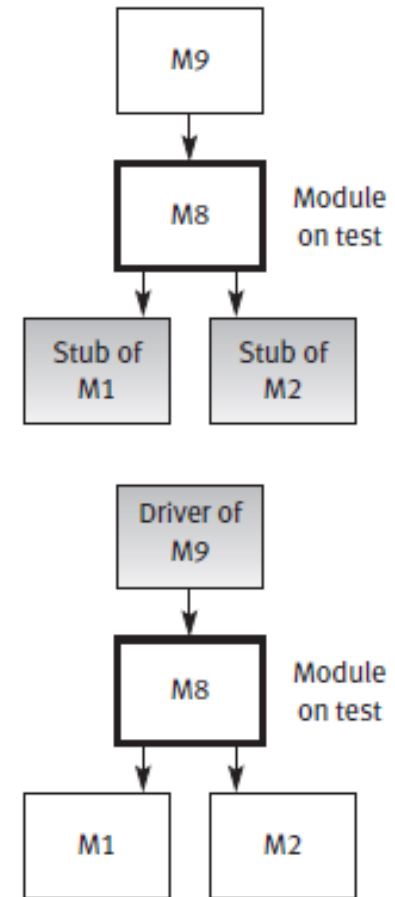 M9
M8
Module
on test
Stub of
M1
Stub of
M2
Driver of
M9
M8
Module
on test
M1
M2